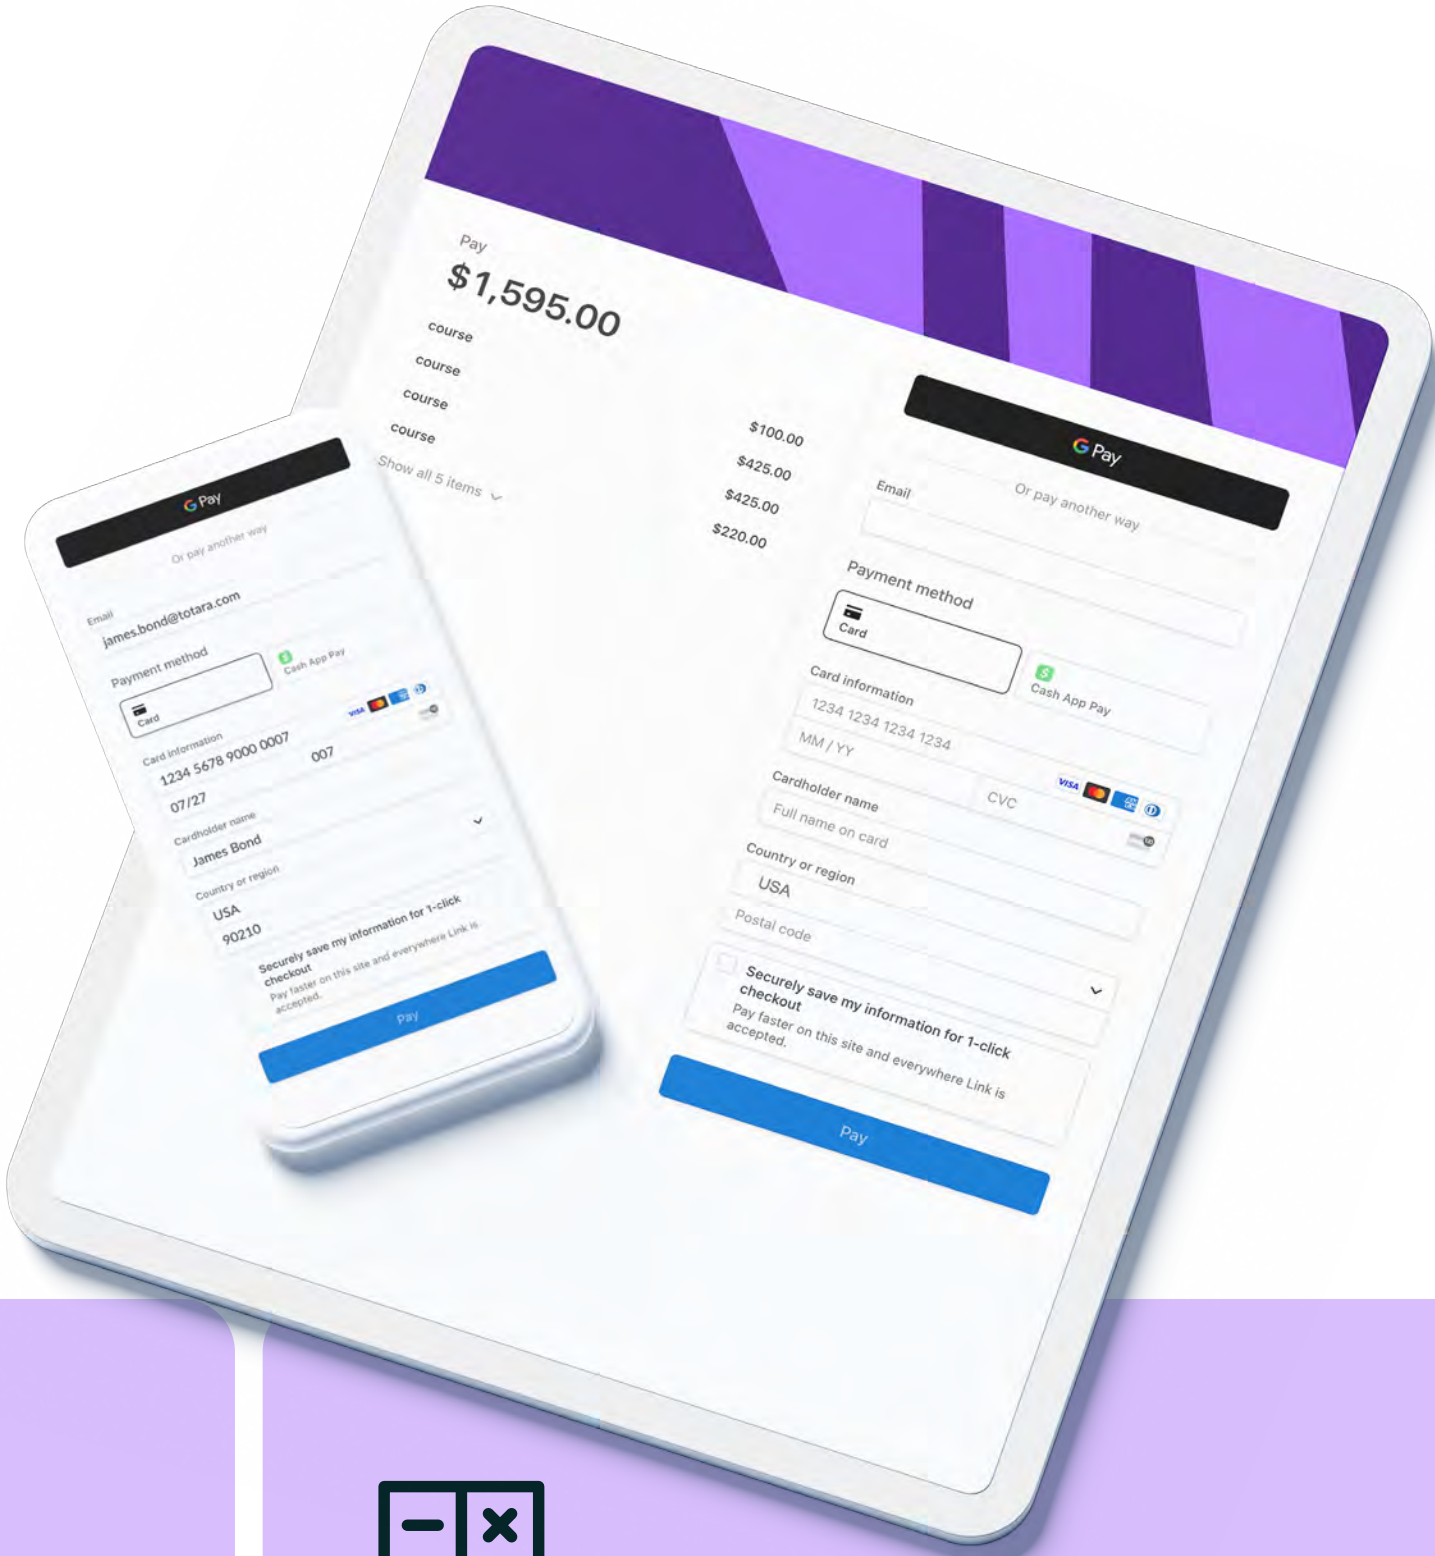 Pay
$1,595.00
course
course
course
course
Show all 5 items
$100.00
$425.00
$425.00
$220.00
G Pay
Or pay another way
Email
Payment method
Card
Cash App Pay
Card information
1234 1234 1234 1234
VISA
MM / YY
CVC
Cardholder name
Full name on card
Country or region
USA
Postal code
Securely save my information for 1-click
checkout
Pay faster on this site and everywhere Link is
accepted.
Pay
G Pay
Or pay another way
Email
james.bond@totara.com
Payment method
Card
Cash App Pay
Card information
VISA
1234 5678 9000 0007
07/27
007
Cardholder name
James Bond
Country or region
USA
90210
Securely save my information for 1-click
checkout
Pay faster on this site and everywhere Link is
accepted.
Pay